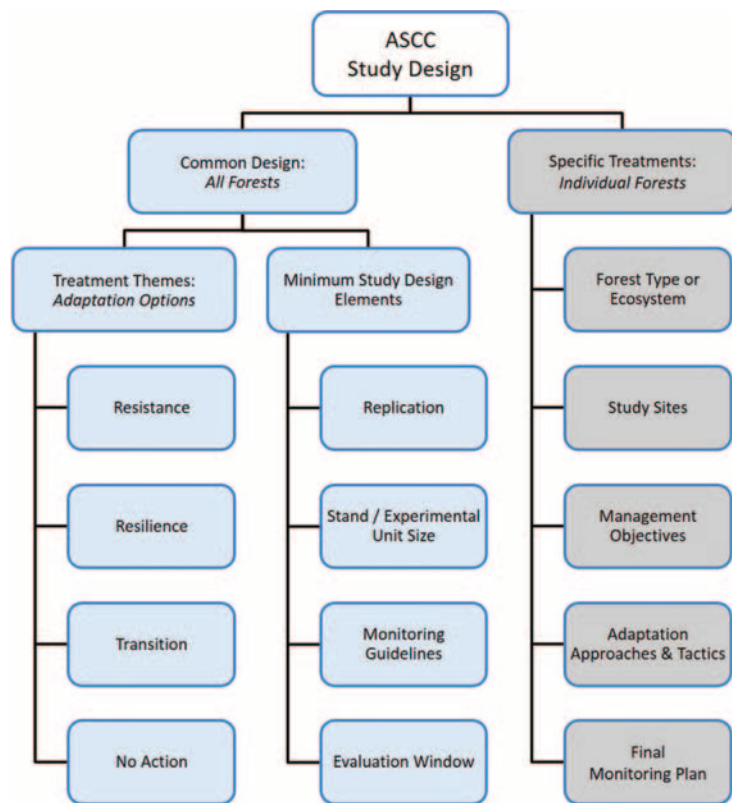 ASCC
Study Design
Common Design:
All Forests
Specific Treatments:
Individual Forests
Treatment Themes:
Adaptation Options
Minimum Study Design
Elements
Forest Type or
Ecosystem
Resistance
Replication
Study Sites
Resilience
Stand / Experimental
Unit Size
Management
Objectives
Transition
Monitoring
Guidelines
Adaptation
Approaches & Tactics
No Action
Evaluation Window
Final
Monitoring Plan